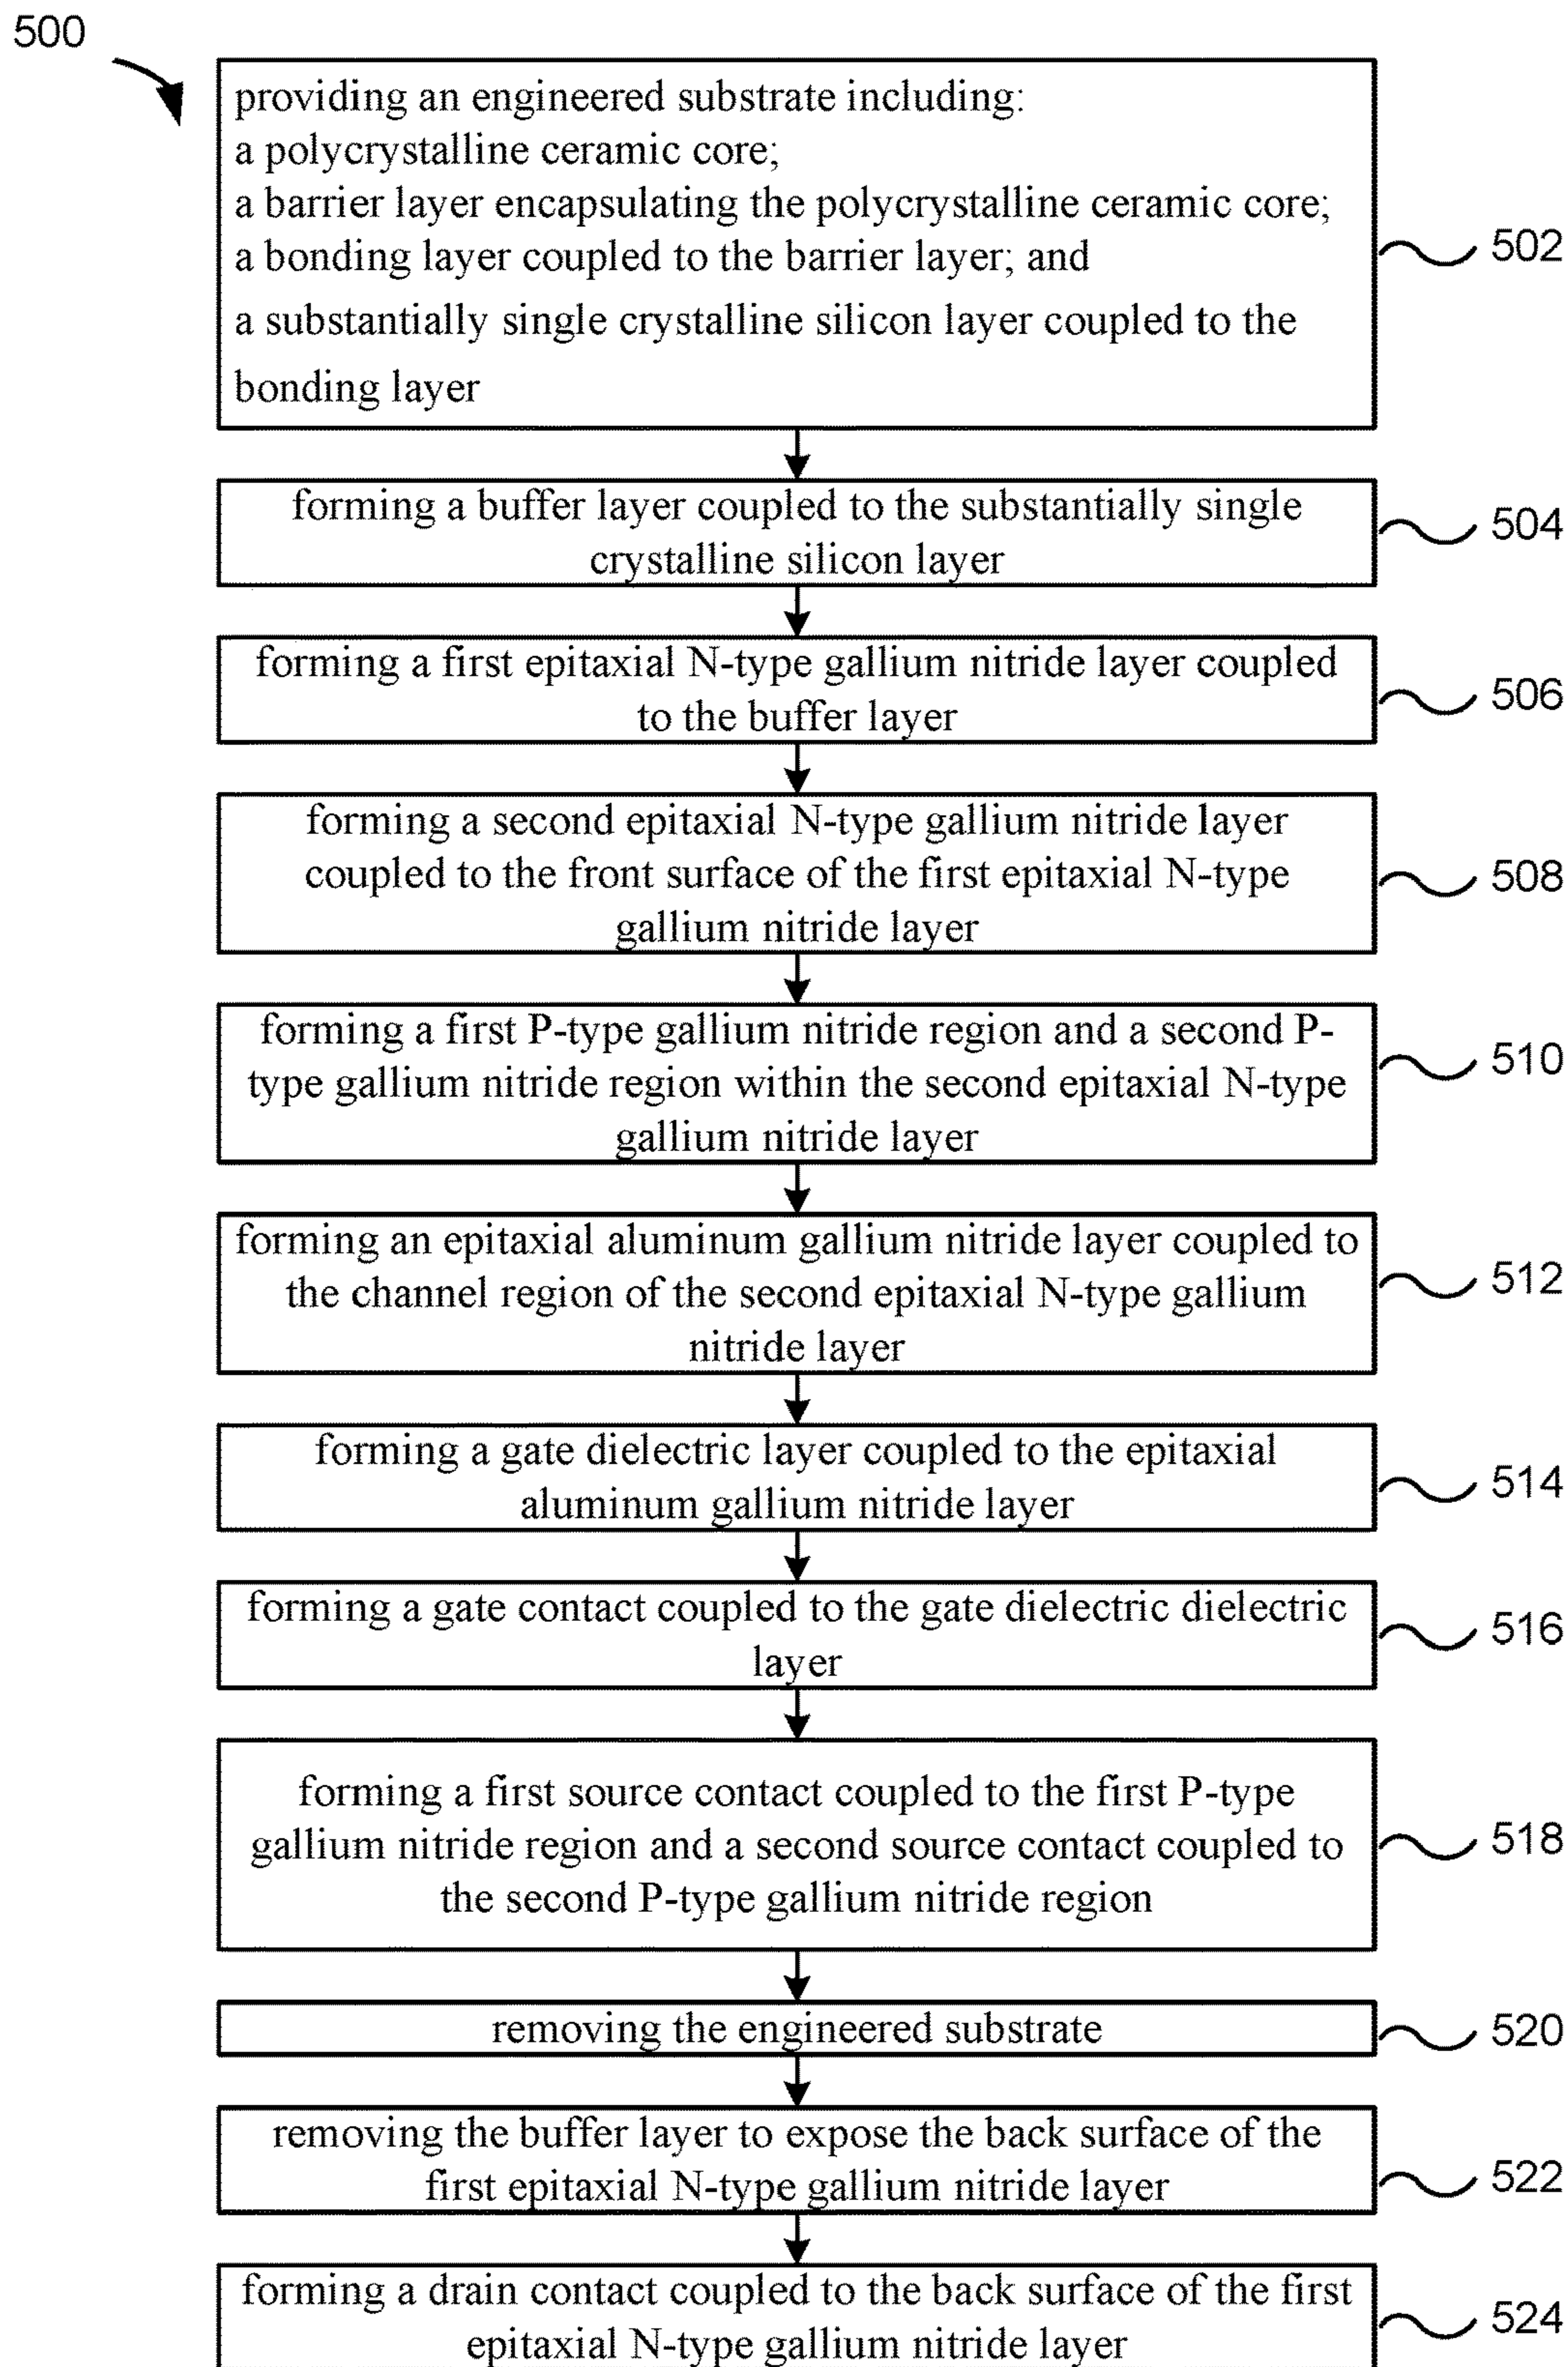 500
providing an engineered substrate including:
a polycrystalline ceramic core;
a barrier layer encapsulating the polycrystalline ceramic core;
a bonding layer coupled to the barrier layer; and
a substantially single crystalline silicon layer coupled to the
bonding layer
502
forming a buffer layer coupled to the substantially single
crystalline silicon layer
504
forming a first epitaxial N-type gallium nitride layer coupled
to the buffer layer
506
forming a second epitaxial N-type gallium nitride layer
coupled to the front surface of the first epitaxial N-type
gallium nitride layer
508
forming a first P-type gallium nitride region and a second P-
type gallium nitride region within the second epitaxial N-type
gallium nitride layer
510
forming an epitaxial aluminum gallium nitride layer coupled to
the channel region of the second epitaxial N-type gallium
nitride layer
512
forming a gate dielectric layer coupled to the epitaxial
aluminum gallium nitride layer
514
forming a gate contact coupled to the gate dielectric dielectric
layer
516
forming a first source contact coupled to the first P-type
gallium nitride region and a second source contact coupled to
the second P-type gallium nitride region
518
removing the engineered substrate
520
removing the buffer layer to expose the back surface of the
first epitaxial N-type gallium nitride layer
522
forming a drain contact coupled to the back surface of the first
epitaxial N-type gallium nitride layer
524